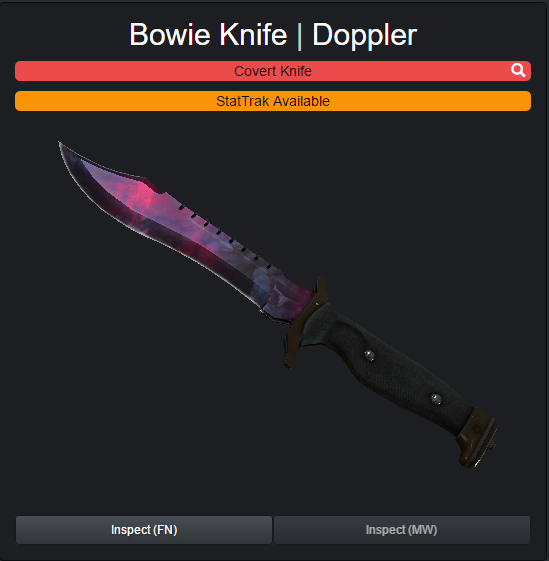 Bowie Knife | Doppler
Covert Knife
StatTrak Available
Inspect (FN)
Inspect (MW)